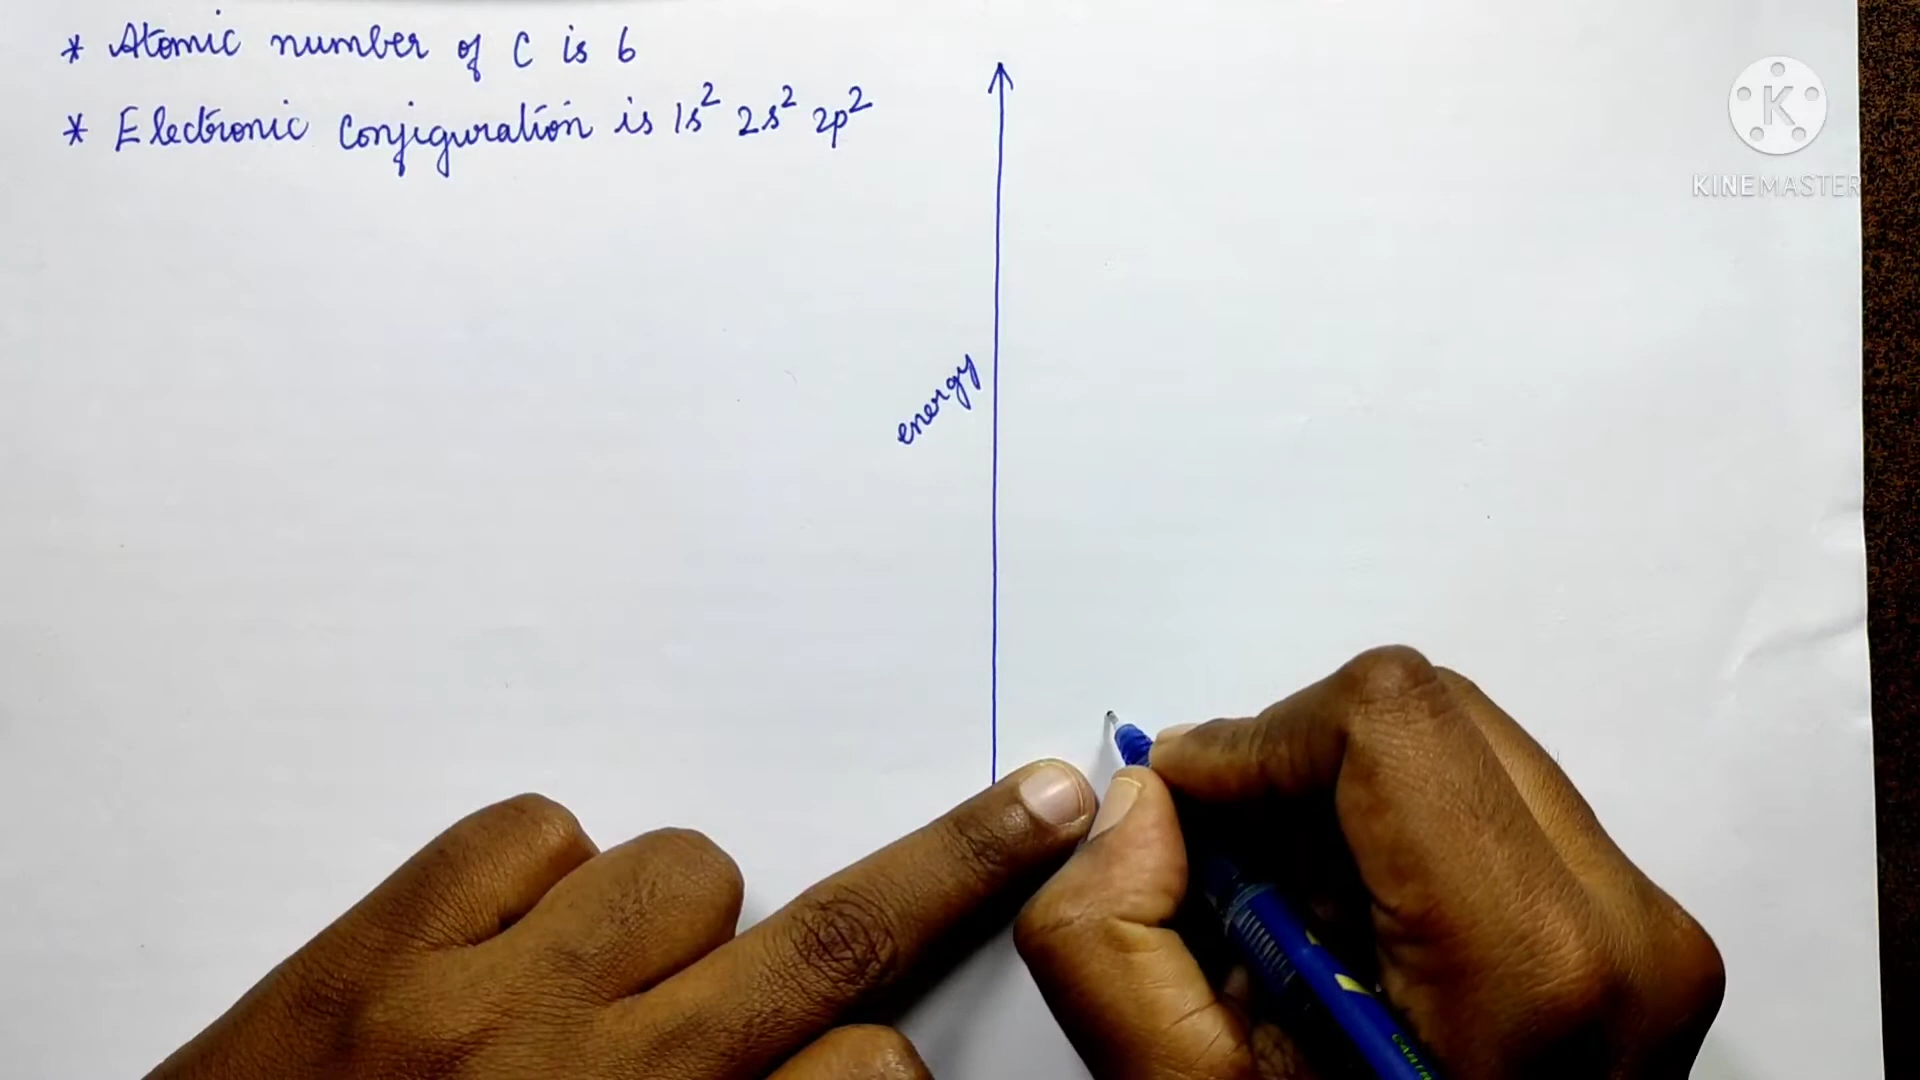 * Atomic number of C is 6
* Electronic configuration is 1s² 2s² 2p²
energy
K
KINEMASTER